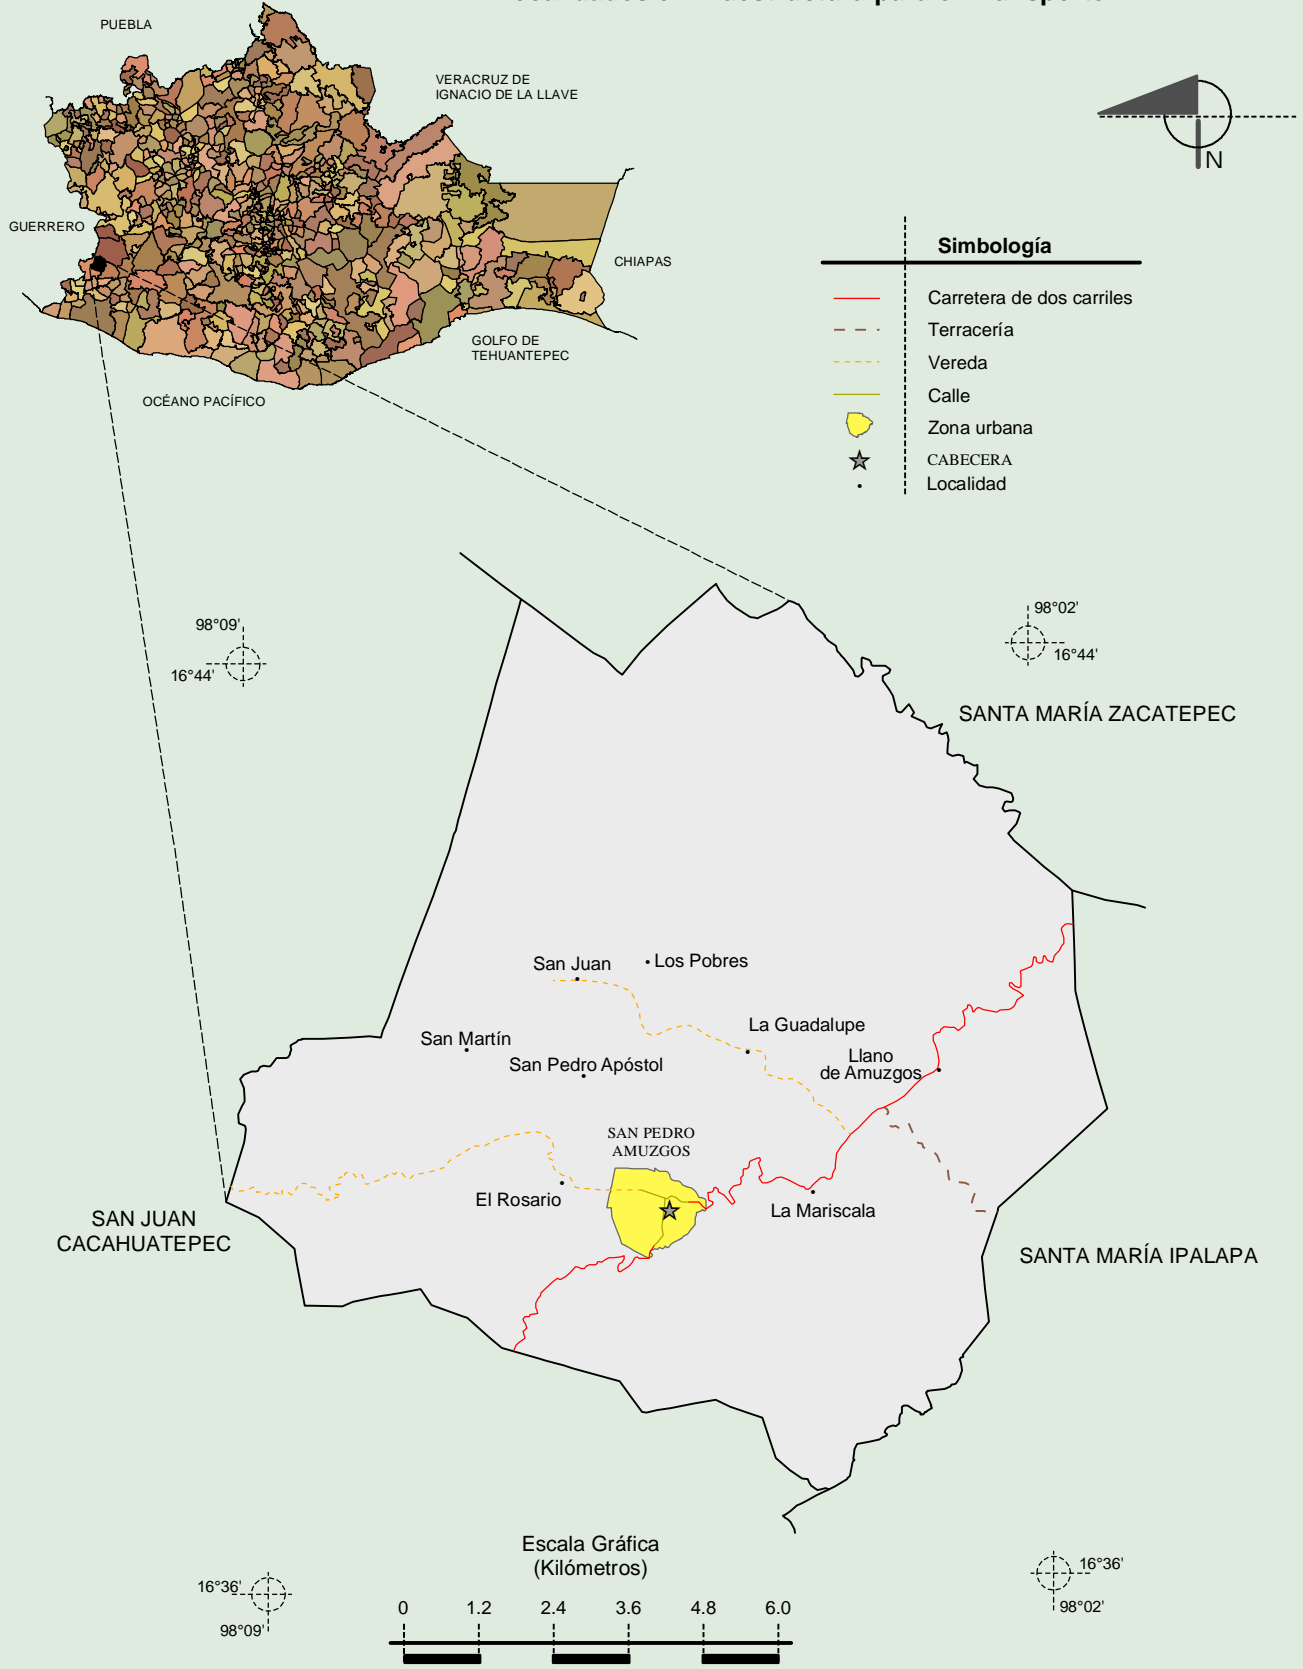 PUEBLA
VERACRUZ DE
IGNACIO DE LA LLAVE
N
GUERRERO
CHIAPAS
GOLFO DE
TEHUANTEPEC
OCÉANO PACÍFICO
Simbología
Carretera de dos carriles
Terracería
Vereda
Calle
Zona urbana
CABECERA
Localidad
98°09'
16°44'
98°02'
16°44'
SANTA MARÍA ZACATEPEC
San Juan
Los Pobres
San Martín
San Pedro Apóstol
La Guadalupe
Llano
de Amuzgos
SAN PEDRO
AMUZGOS
El Rosario
La Mariscala
SAN JUAN
CACAHUATEPEC
SANTA MARÍA IPALAPA
Escala Gráfica
(Kilómetros)
0 1.2 2.4 3.6 4.8 6.0
16°36'
98°09'
16°36'
98°02'